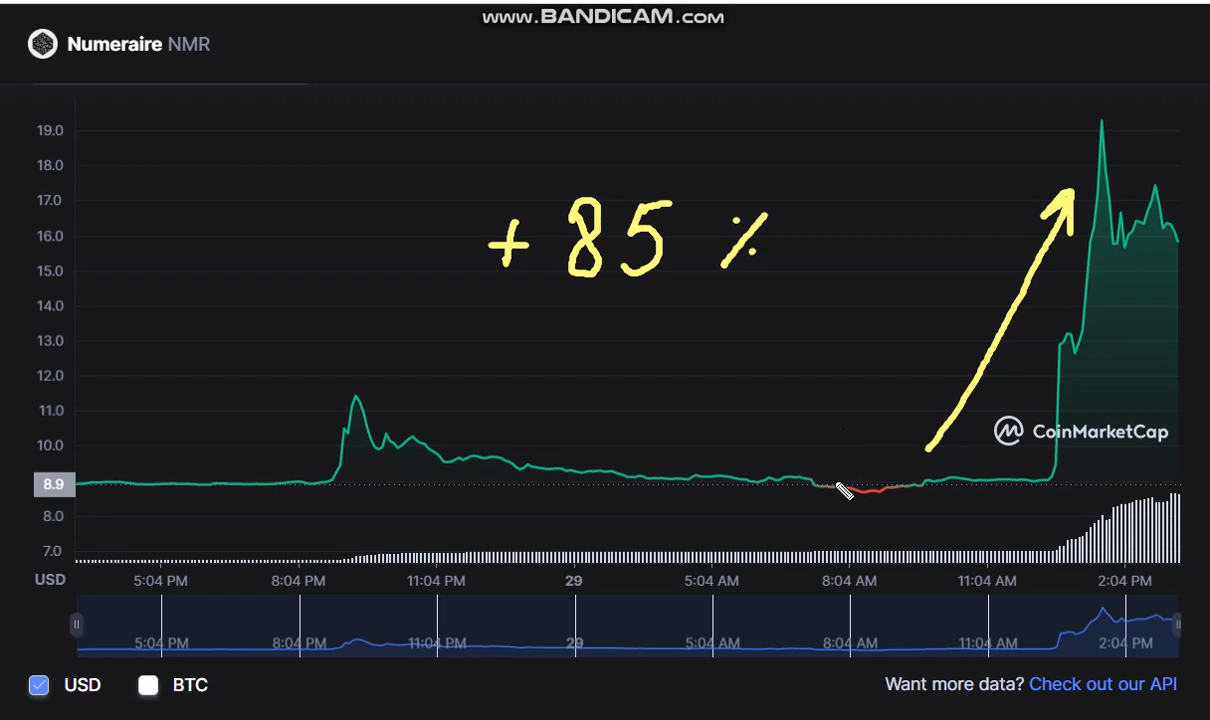 www.BANDICAM.com
Numeraire NMR
19.0
18.0
17.0
16.0
15.0
14.0
13.0
12.0
11.0
10.0
8.9
8.0
7.0
+ 85 %
CoinMarketCap
USD 5:04 PM 8:04 PM 11:04 PM 29 5:04 AM 8:04 AM 11:04 AM 2:04 PM
5:04 PM 8:04 PM 11:04 PM 29 5:04 AM 8:04 AM 11:04 AM 2:04 PM
USD BTC Want more data? Check out our API